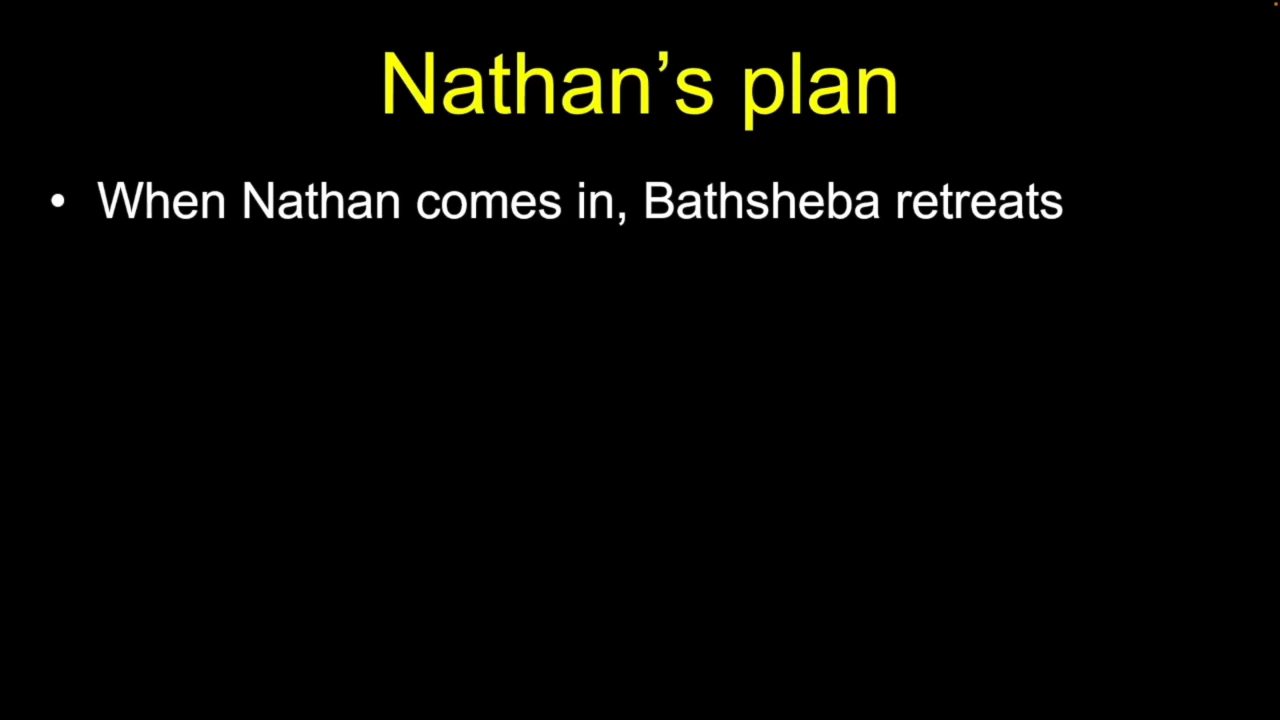 Nathan’s plan
• When Nathan comes in, Bathsheba retreats